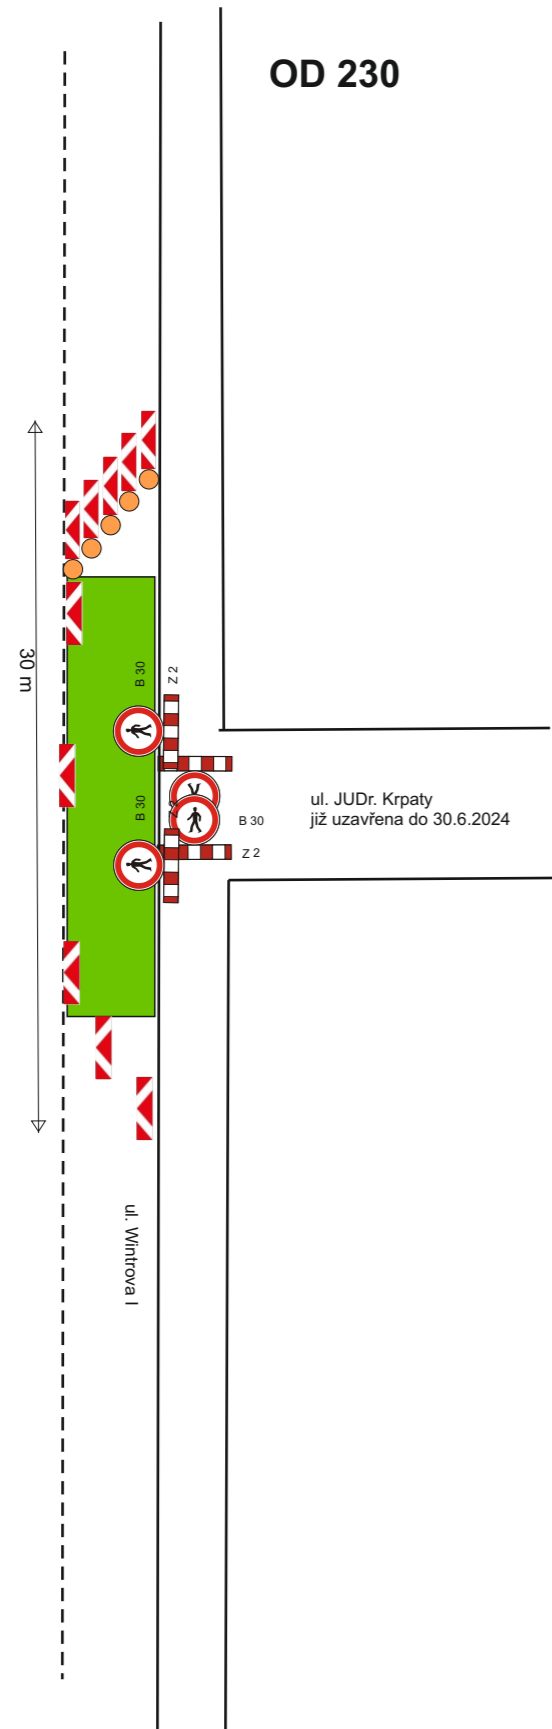 OD 230
30 m
B 30
Z 2
B 30
Z 2
ul. JUDr. Krpaty
již uzavřena do 30.6.2024
B 30
Z 2
ul. Wintrova I